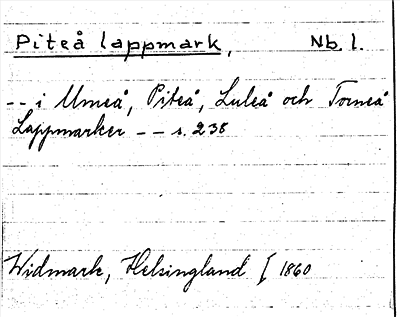 Piteå lappmark, Nb. l.
-- i Umeå, Piteå, Luleå och Torneå
Lappmarker -- s. 238
Widmark, Helsingland [ 1860